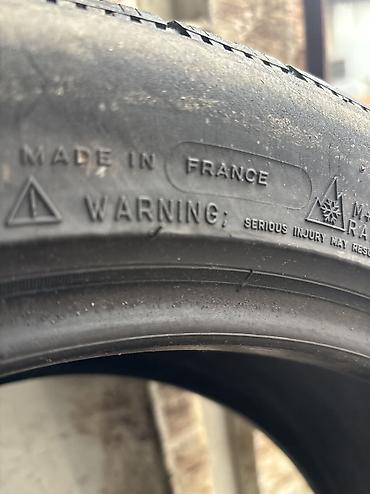 MADE IN FRANCE
WARNING: SERIOUS INJURY MAY
M+